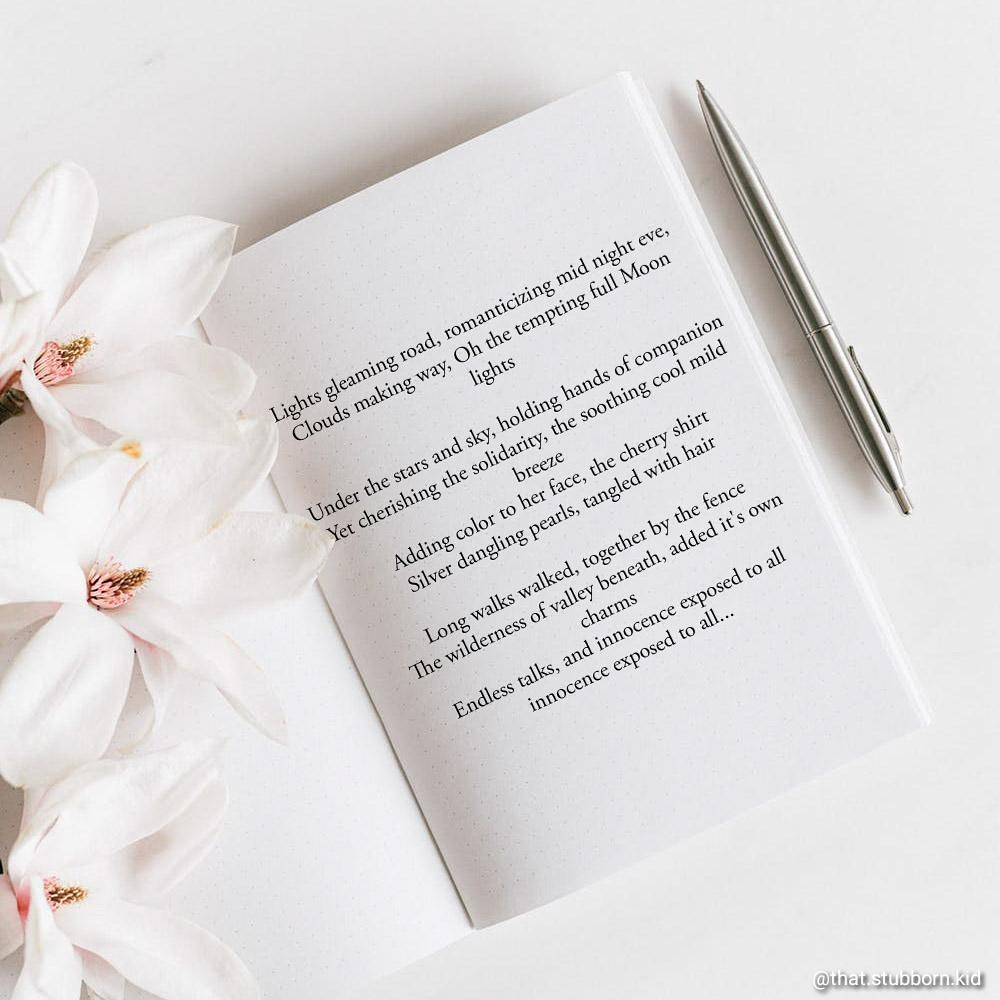 Lights gleaming road, romanticizing mid night eve,
Clouds making way, Oh the tempting full Moon
lights
Under the stars and sky, holding hands of companion
Yet cherishing the solidarity, the soothing cool mild
breeze
Adding color to her face, the cherry shirt
Silver dangling pearls, tangled with hair
Long walks walked, together by the fence
The wilderness of valley beneath, added it's own
charms
Endless talks, and innocence exposed to all
innocence exposed to all...
@that.stubborn.kid